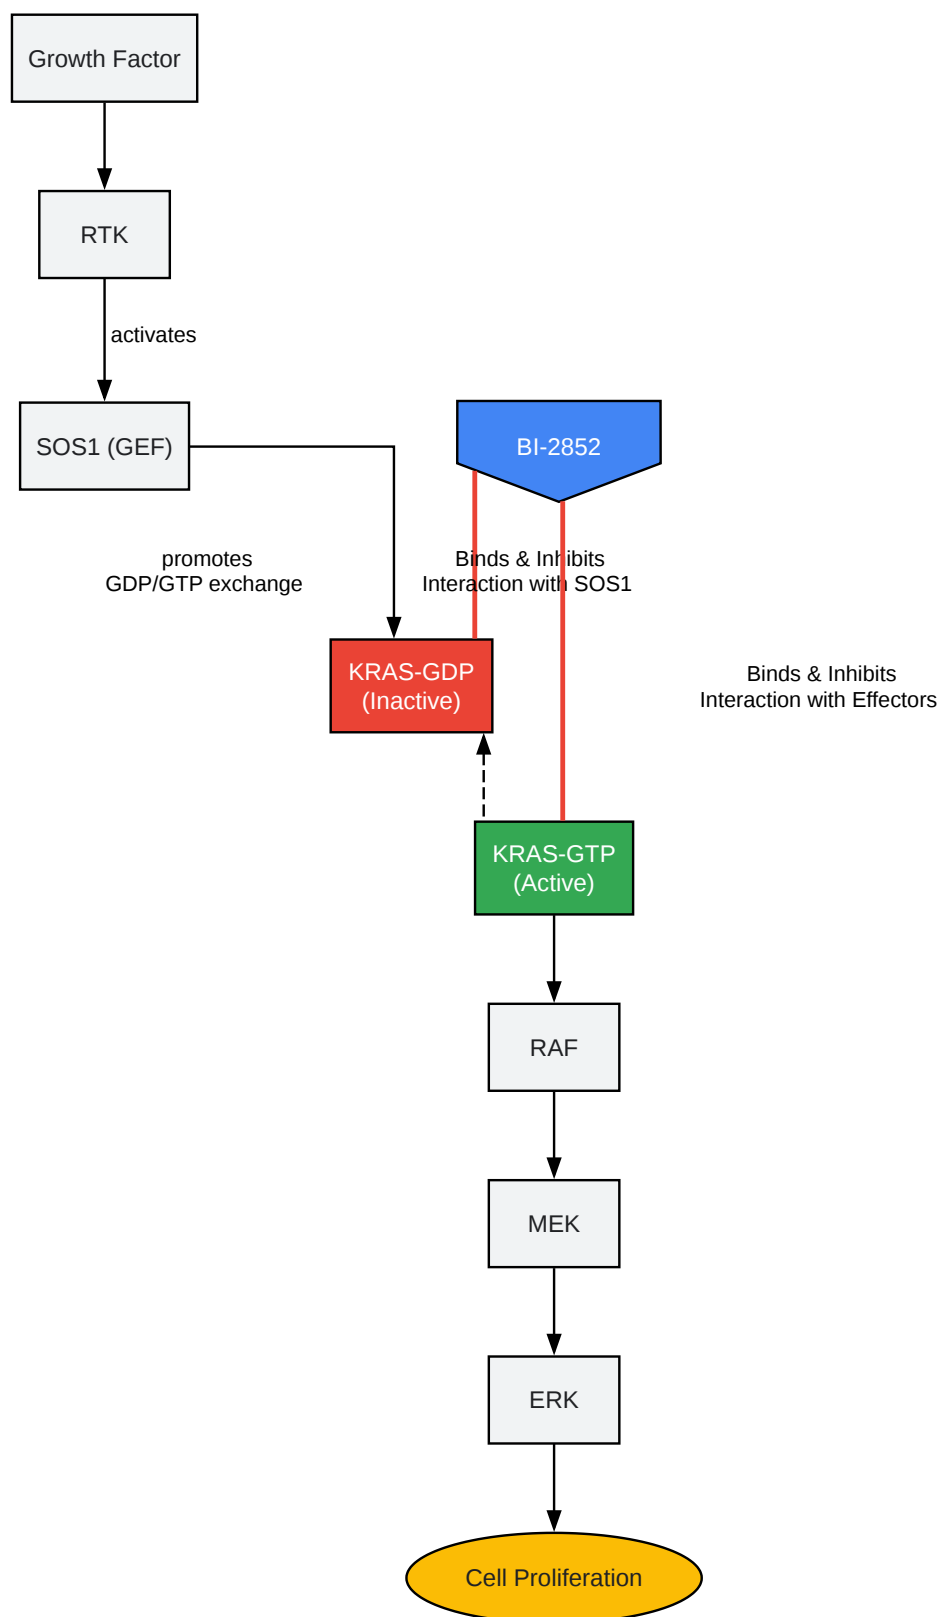 Growth Factor
RTK
activates
SOS1 (GEF)
BI-2852
promotes
GDP/GTP exchange
Binds & Inhibits
Interaction with SOS1
KRAS-GDP
(Inactive)
Binds & Inhibits
Interaction with Effectors
KRAS-GTP
(Active)
RAF
MEK
ERK
Cell Proliferation